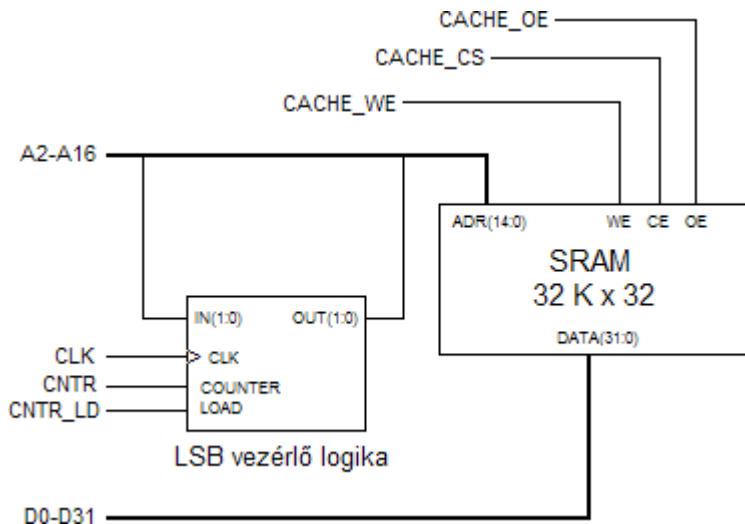 CACHE_OE
CACHE_CS
CACHE_WE
A2-A16
ADR(14:0) WE CE OE
SRAM
32 K x 32
DATA(31:0)
IN(1:0) OUT(1:0)
CLK CLK
CNTR COUNTER
CNTR_LD LOAD
LSB vezérlő logika
D0-D31